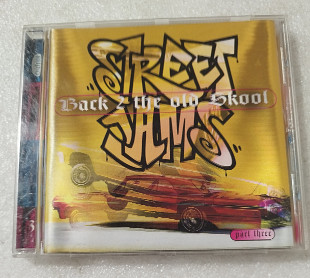 STREET
Back 2 the old Skool
JAMS
part three